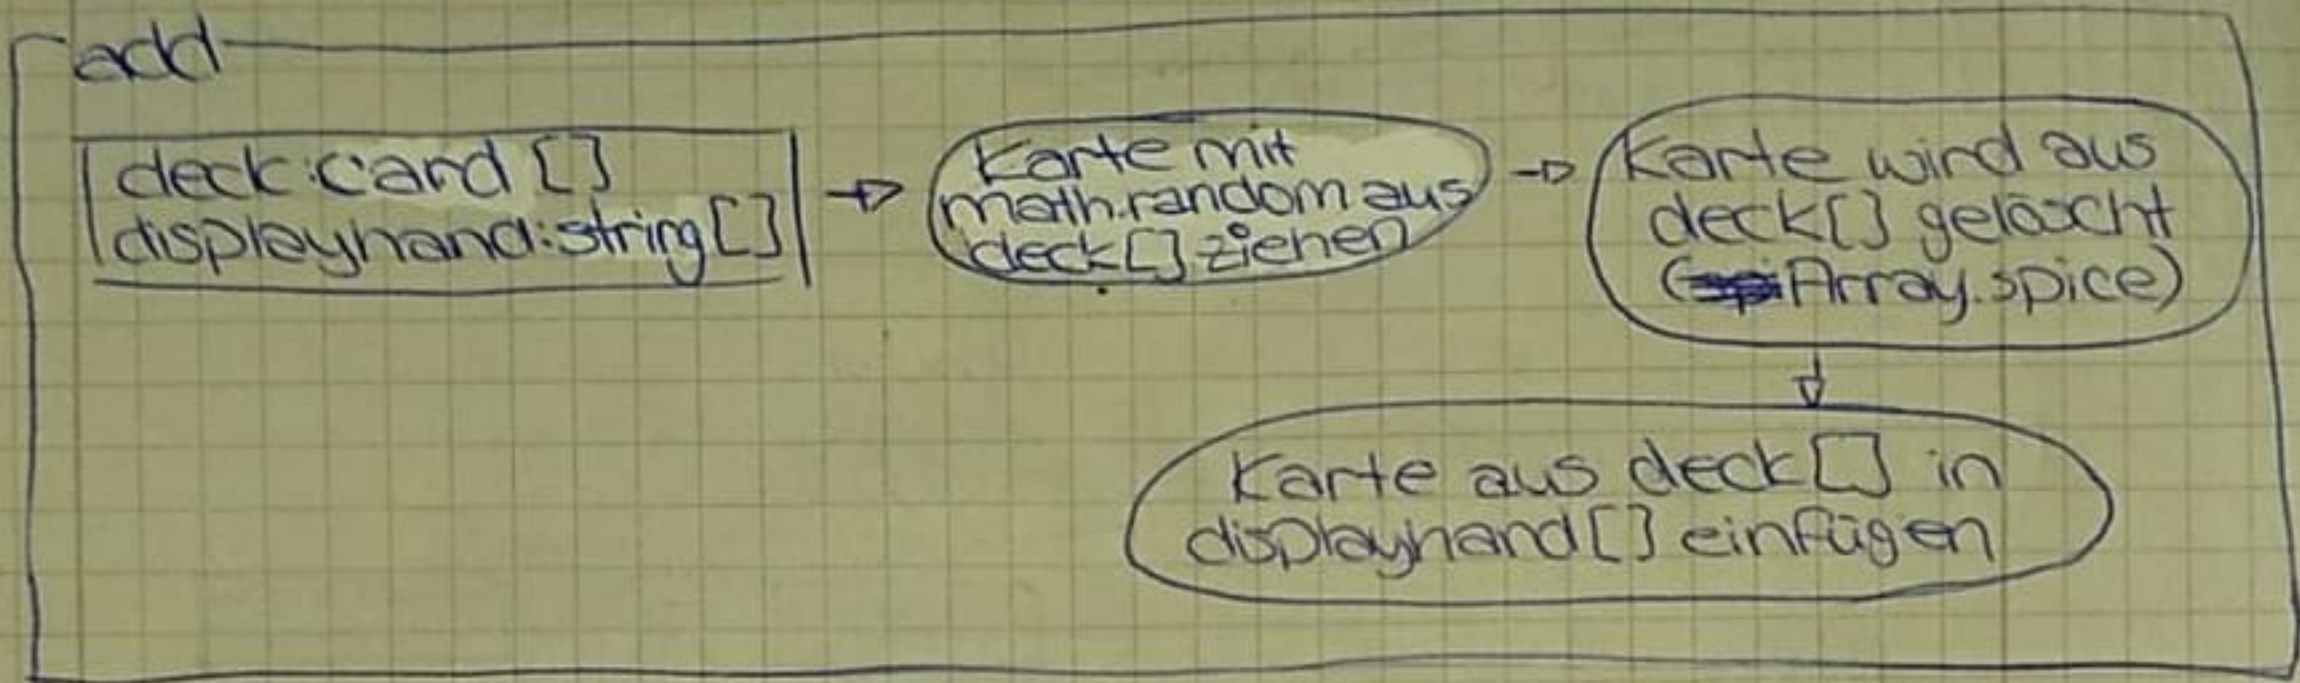 add
deck:card []
displayhand:string[]
Karte mit
math.random aus
deck[] ziehen
Karte wird aus
deck[] gelöscht
(Array.spice)
Karte aus deck[] in
displayhand[] einfügen